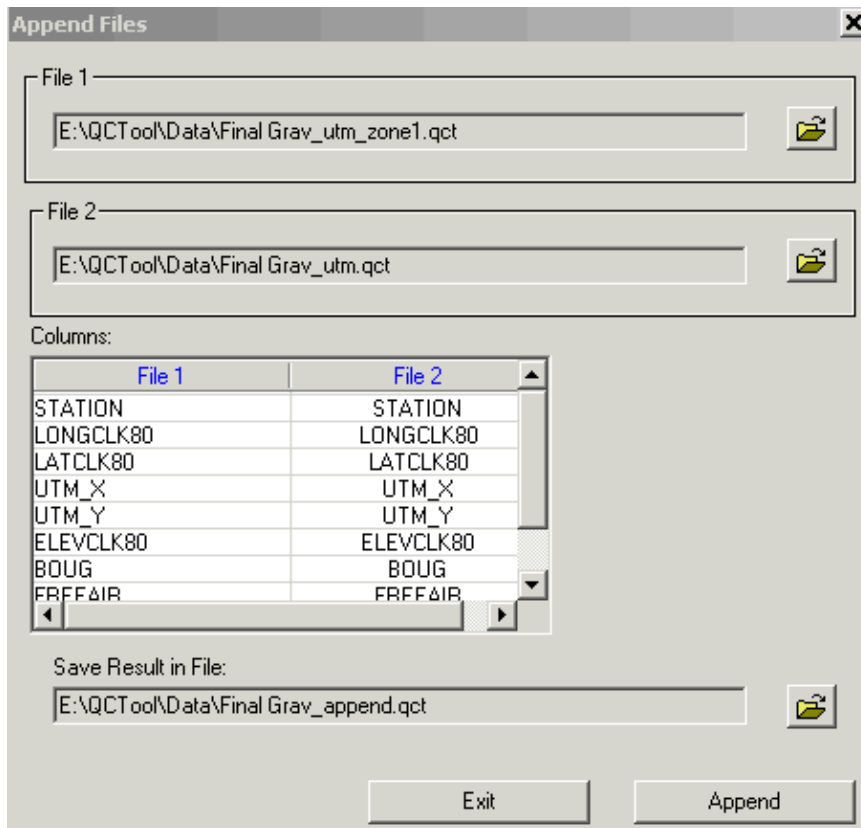 Append Files
File 1
E:\QCTool\Data\Final Grav_utm_zone1.qct
File 2
E:\QCTool\Data\Final Grav_utm.qct
Columns:
File 1 File 2
STATION STATION
LONGCLK80 LONGCLK80
LATCLK80 LATCLK80
UTM_X UTM_X
UTM_Y UTM_Y
ELEVCLK80 ELEVCLK80
BOUG BOUG
FREEAIR FREEAIR
Save Result in File:
E:\QCTool\Data\Final Grav_append.qct
Exit Append